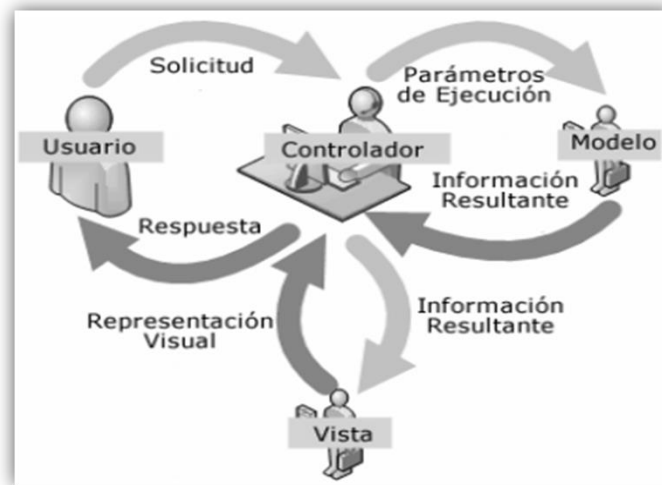 Solicitud
Parámetros
de Ejecución
Usuario
Controlador
Modelo
Información
Resultante
Respuesta
Representación
Visual
Información
Resultante
Vista